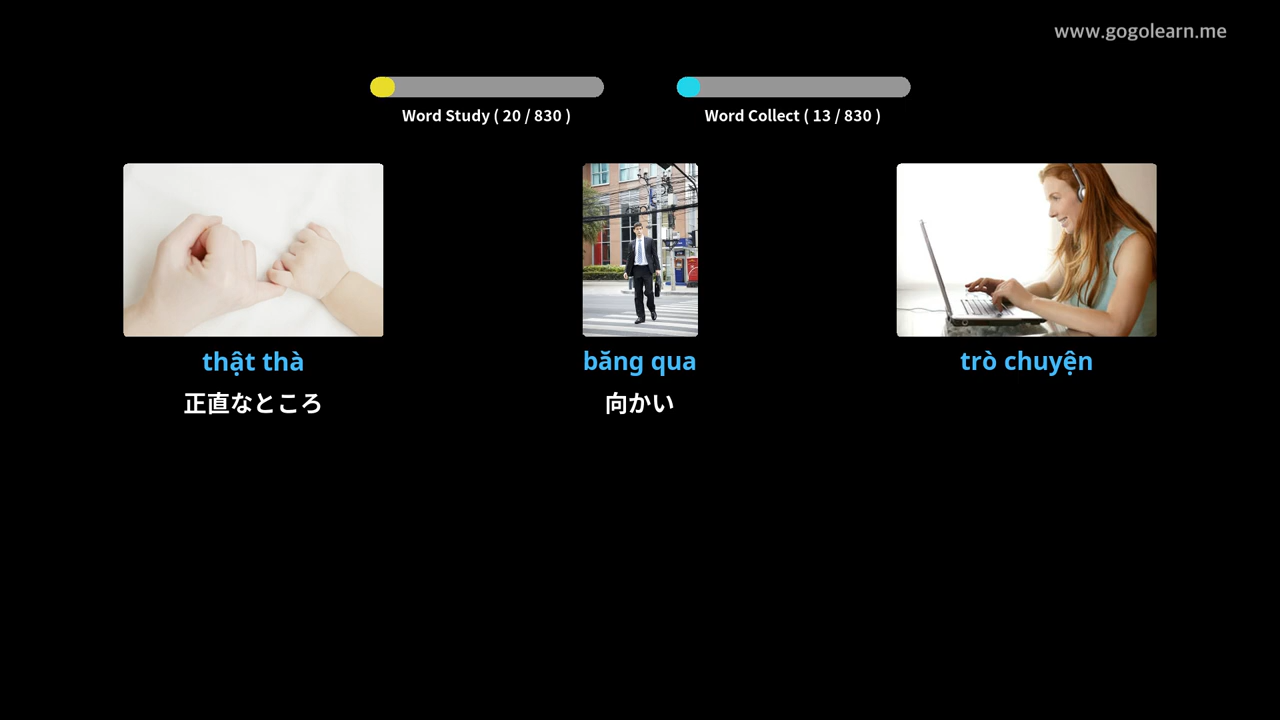 www.gogolearn.me
Word Study ( 20 / 830 )
Word Collect ( 13 / 830 )
thật thà
băng qua
trò chuyện
正直なところ
向かい